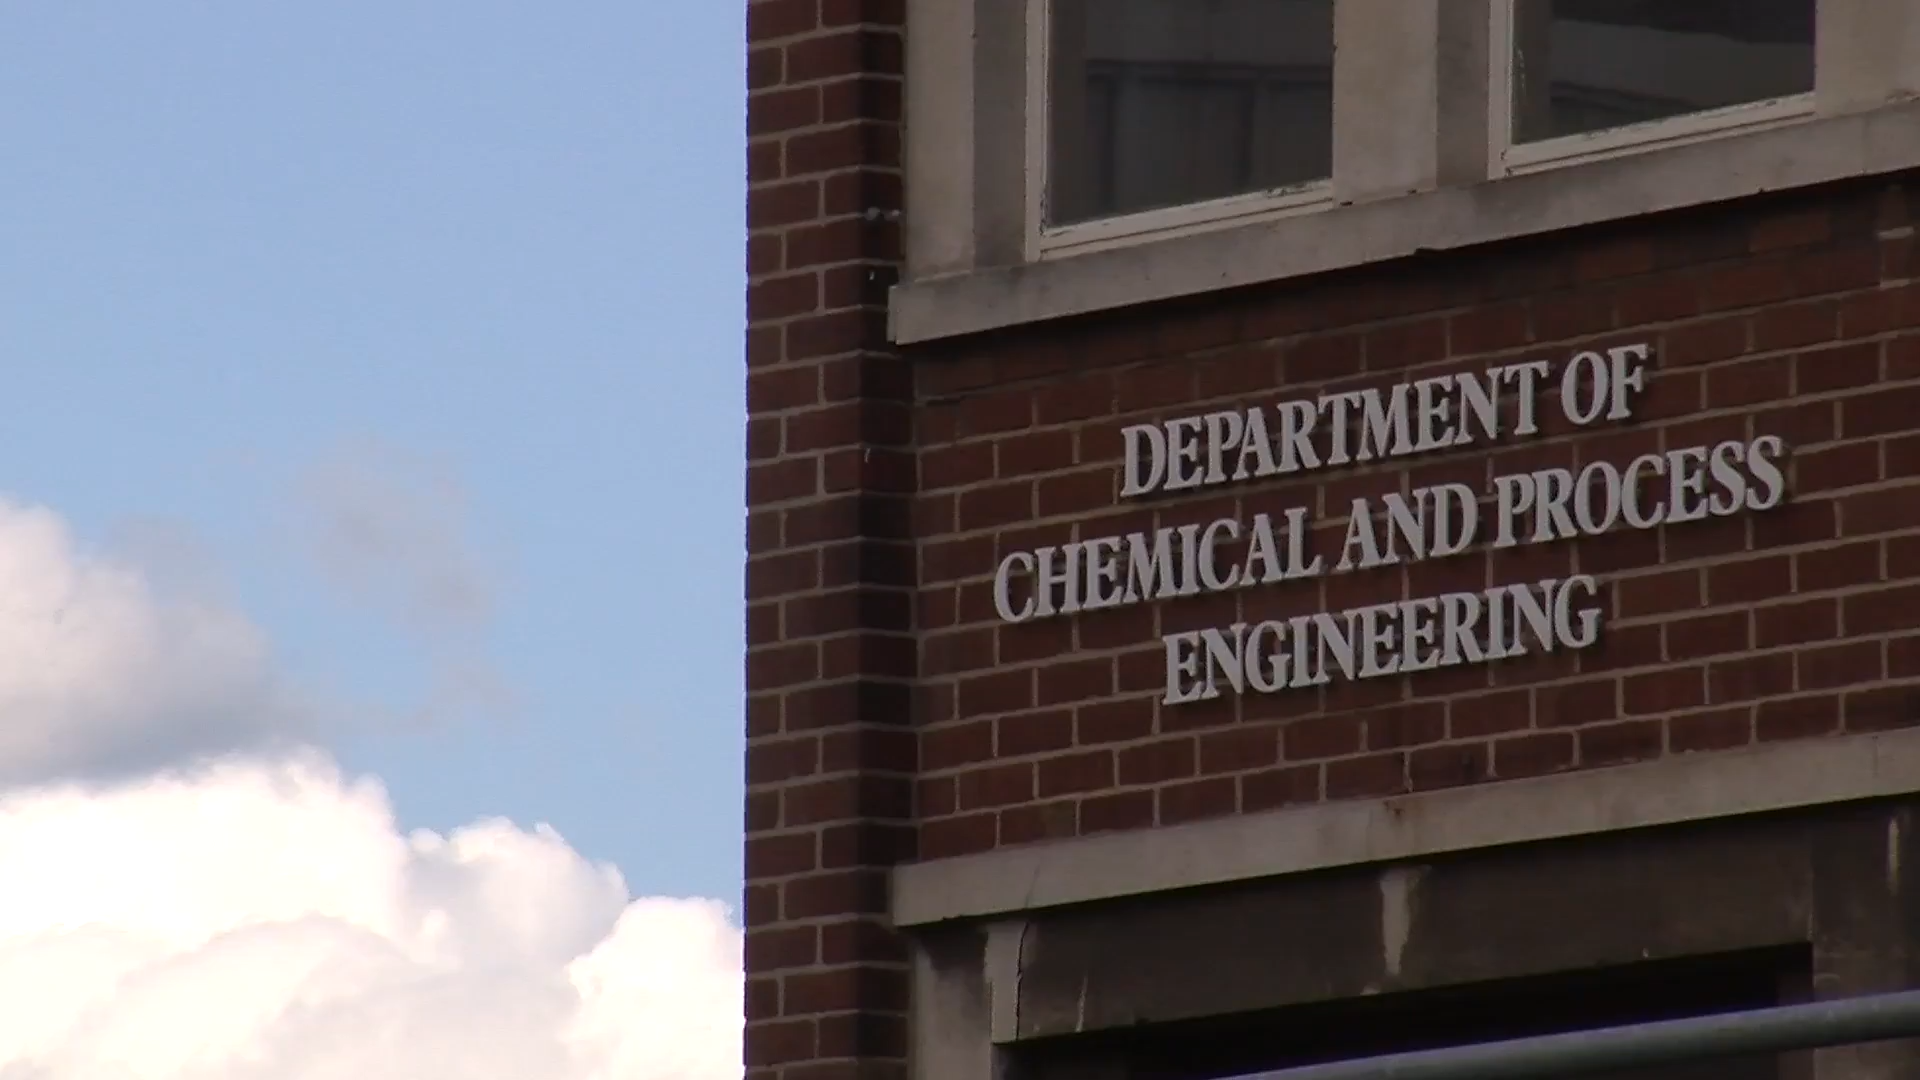 DEPARTMENT OF
CHEMICAL AND PROCESS
ENGINEERING